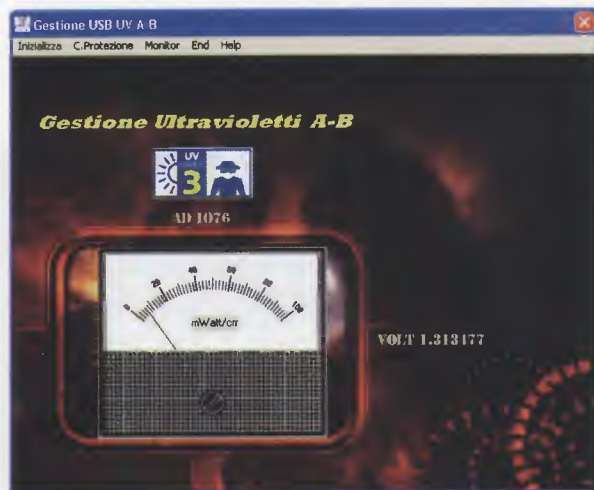 Gestione USB UV A-B
Inizializza C.Protezione Monitor End Help
Gestione Ultravioletti A-B
UV
3
AD 1076
0 20 40 60 80 100
mWatt/cm
VOLT 1.313177